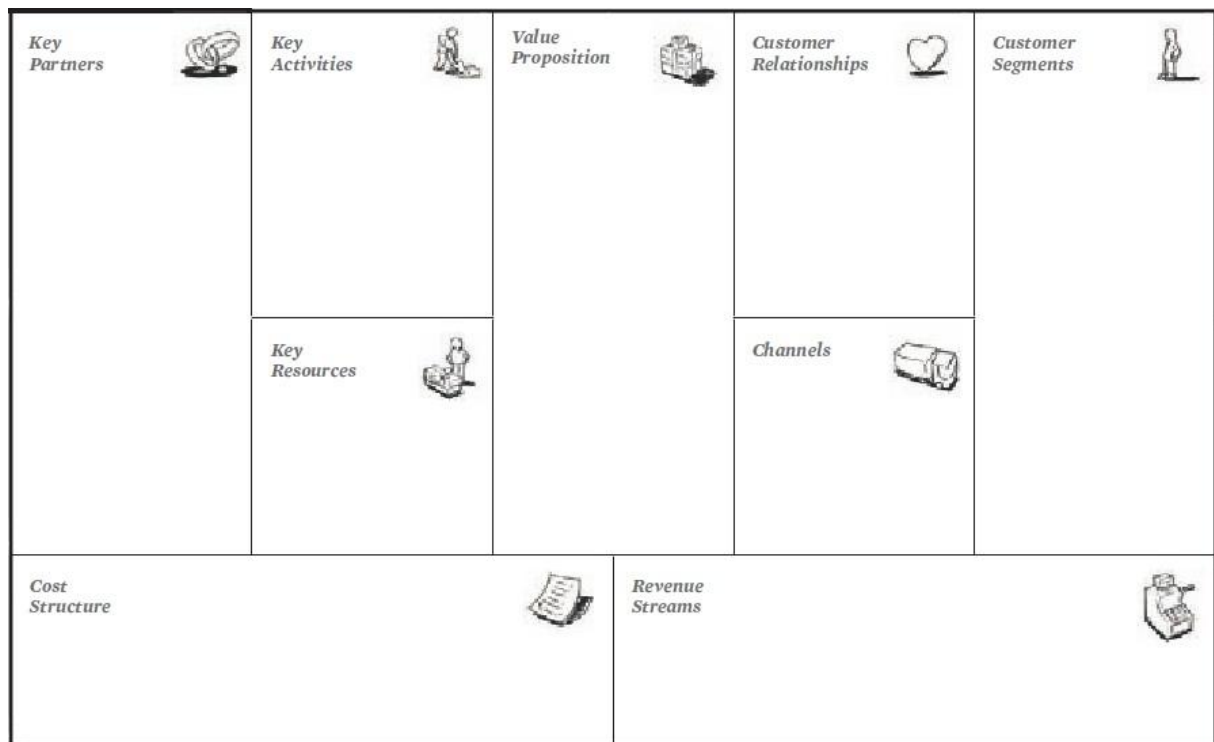 Key
Partners
Key
Activities
Value
Proposition
Customer
Relationships
Customer
Segments
Key
Resources
Channels
Cost
Structure
Revenue
Streams